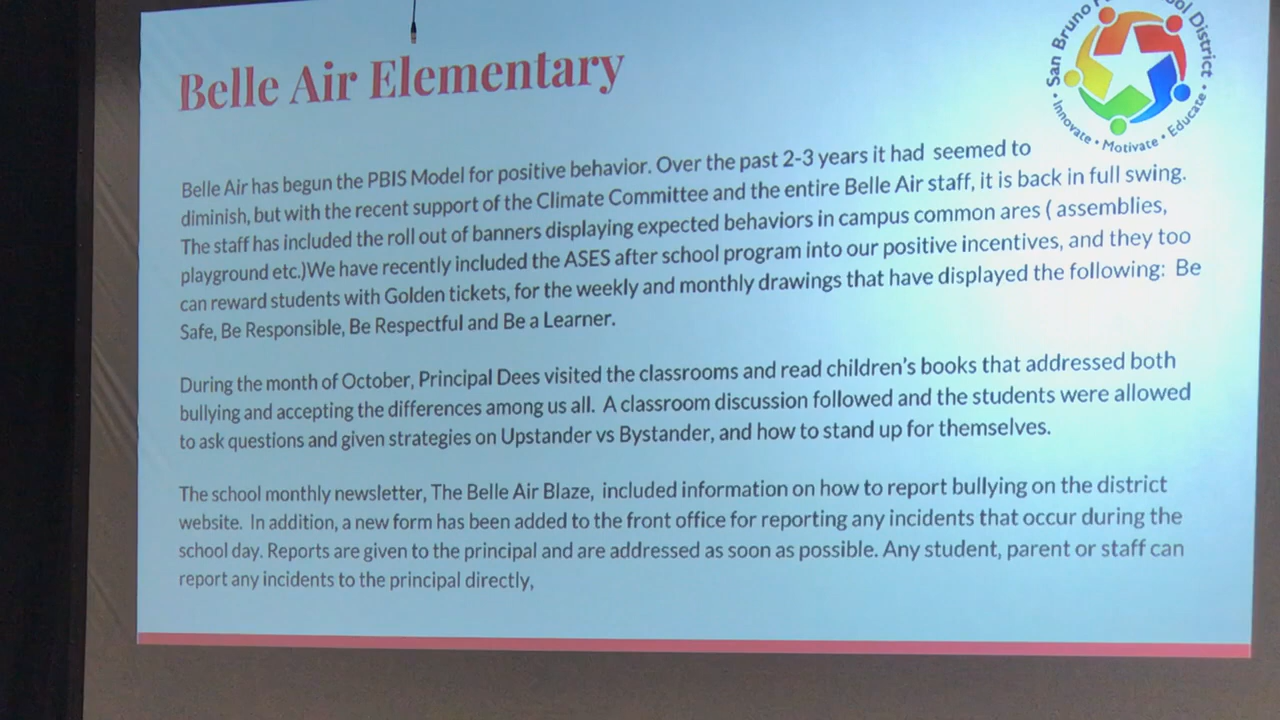 Belle Air Elementary
San Bruno ool District
• Innovate • Motivate • Educate •
Belle Air has begun the PBIS Model for positive behavior. Over the past 2-3 years it had seemed to
diminish, but with the recent support of the Climate Committee and the entire Belle Air staff, it is back in full swing.
The staff has included the roll out of banners displaying expected behaviors in campus common ares ( assemblies,
playground etc.)We have recently included the ASES after school program into our positive incentives, and they too
can reward students with Golden tickets, for the weekly and monthly drawings that have displayed the following: Be
Safe, Be Responsible, Be Respectful and Be a Learner.
During the month of October, Principal Dees visited the classrooms and read children's books that addressed both
bullying and accepting the differences among us all. A classroom discussion followed and the students were allowed
to ask questions and given strategies on Upstander vs Bystander, and how to stand up for themselves.
The school monthly newsletter, The Belle Air Blaze, included information on how to report bullying on the district
website. In addition, a new form has been added to the front office for reporting any incidents that occur during the
school day. Reports are given to the principal and are addressed as soon as possible. Any student, parent or staff can
report any incidents to the principal directly,